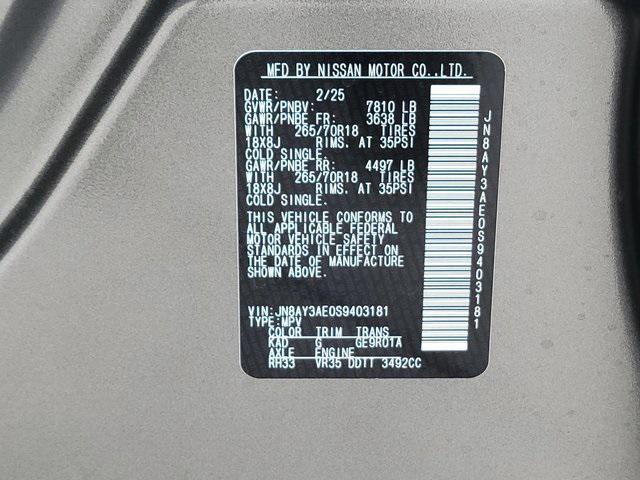 MFD BY NISSAN MOTOR CO.,LTD.
DATE: 2/25
GVWR/PNBV: 7810 LB
GAWR/PNBE FR: 3638 LB
WITH 265/70R18 TIRES
18X8J RIMS. AT 35PSI
COLD SINGLE.
GAWR/PNBE RR: 4497 LB
WITH 265/70R18 TIRES
18X8J RIMS. AT 35PSI
COLD SINGLE.
THIS VEHICLE CONFORMS TO
ALL APPLICABLE FEDERAL
MOTOR VEHICLE SAFETY
STANDARDS IN EFFECT ON
THE DATE OF MANUFACTURE
SHOWN ABOVE.
VIN:JN8AY3AE0S9403181
TYPE:MPV
COLOR TRIM TRANS
KAD G GE9R01A
AXLE ENGINE
RH33 VR35 DDTT 3492CC
JN8AY3AE0S9403181